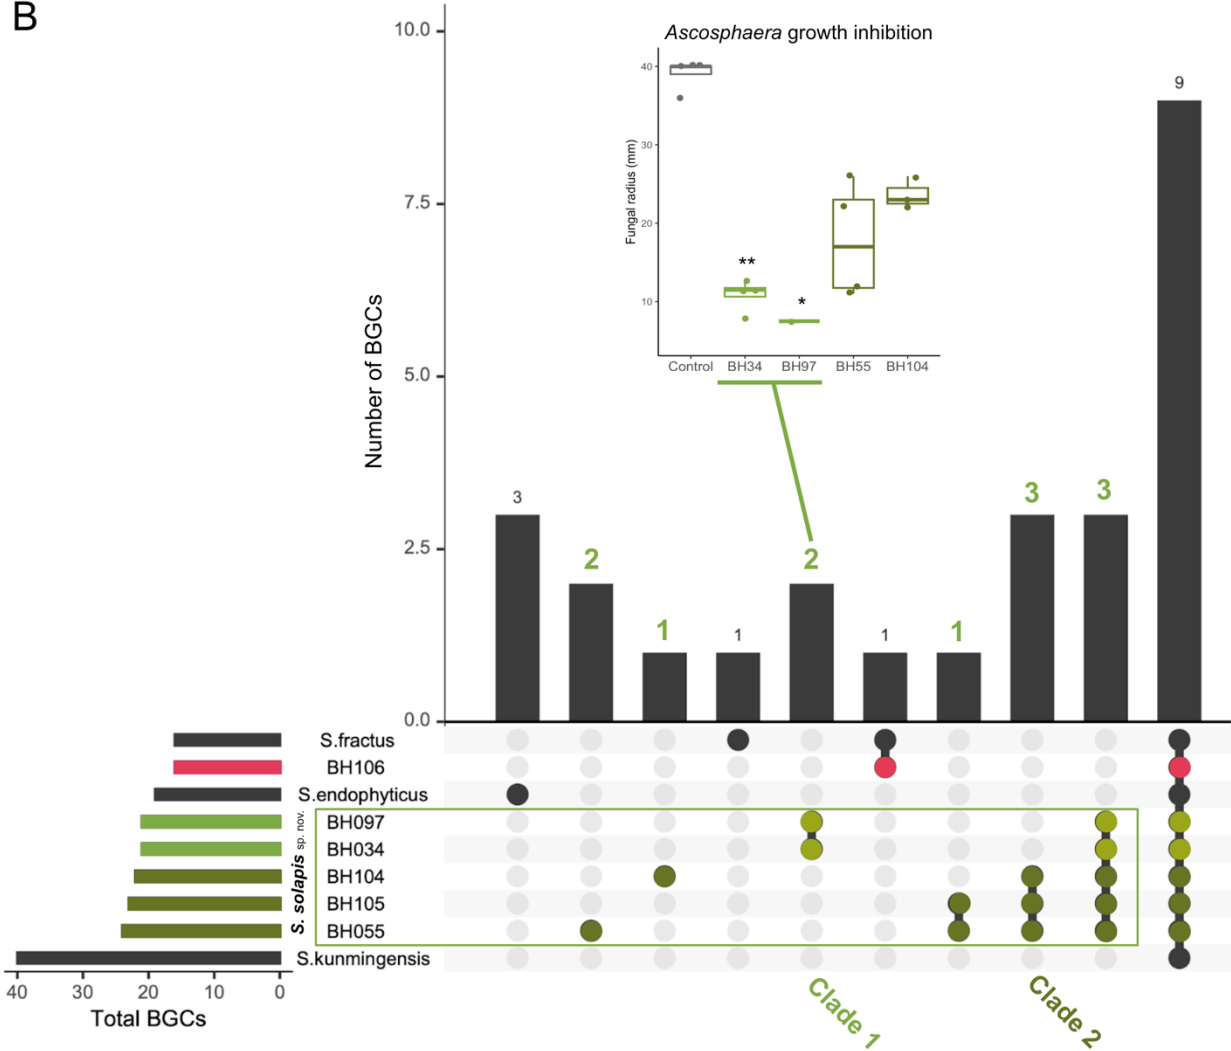 B
Ascosphaera growth inhibition
Fungal radius (mm)
40
30
20
10
**
*
Control BH34 BH97 BH55 BH104
Number of BGCs
10.0
7.5
5.0
2.5
0.0
3 2 1 1 2 1 1 3 3 9
S.fractus
BH106
S.endophyticus
BH097
BH034
BH104
BH105
BH055
S.kunmingensis
S. solapis sp. nov.
40 30 20 10 0
Total BGCs
Clade 1
Clade 2